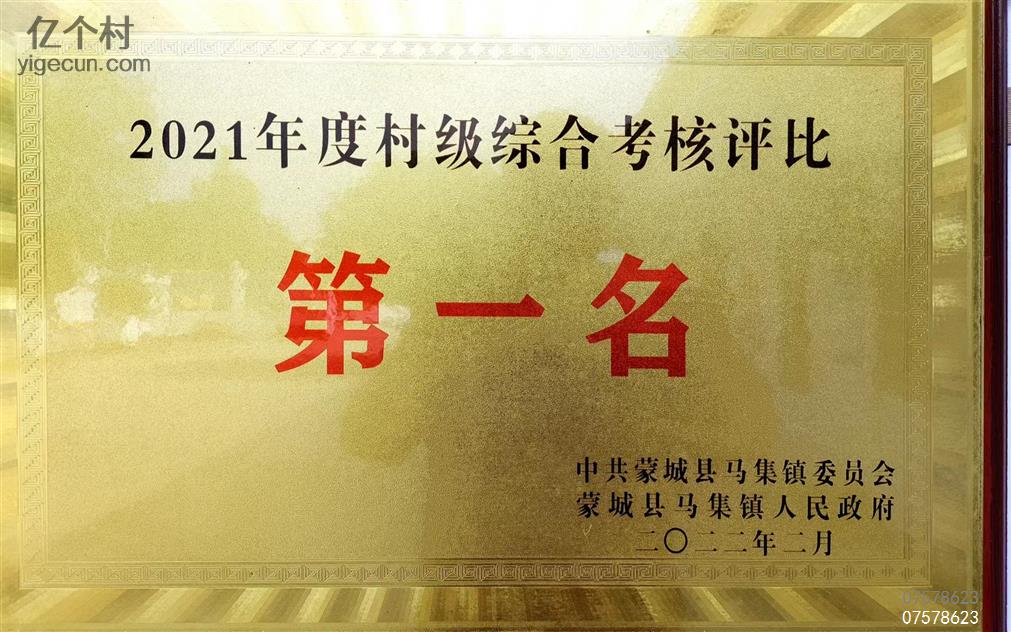 亿个村
yigecun.com
2021年度村级综合考核评比
第一名
中共蒙城县马集镇委员会
蒙城县马集镇人民政府
二〇二二年二月
07578623
07578623